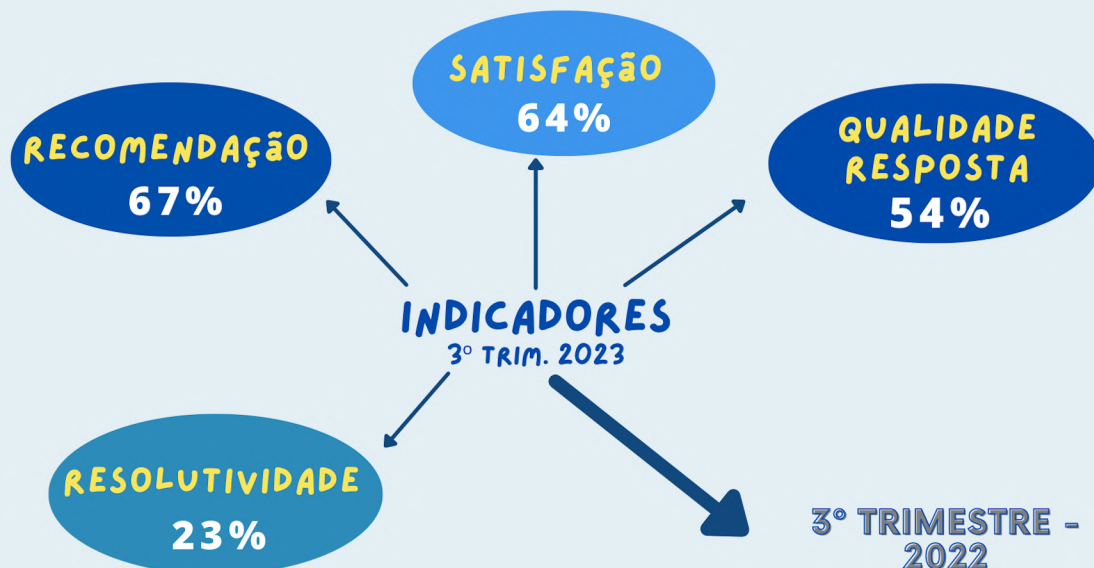 SATISFAÇÃO
64%
RECOMENDAÇÃO
67%
QUALIDADE
RESPOSTA
54%
INDICADORES
3º TRIM. 2023
RESOLUTIVIDADE
23%
3º TRIMESTRE -
2022